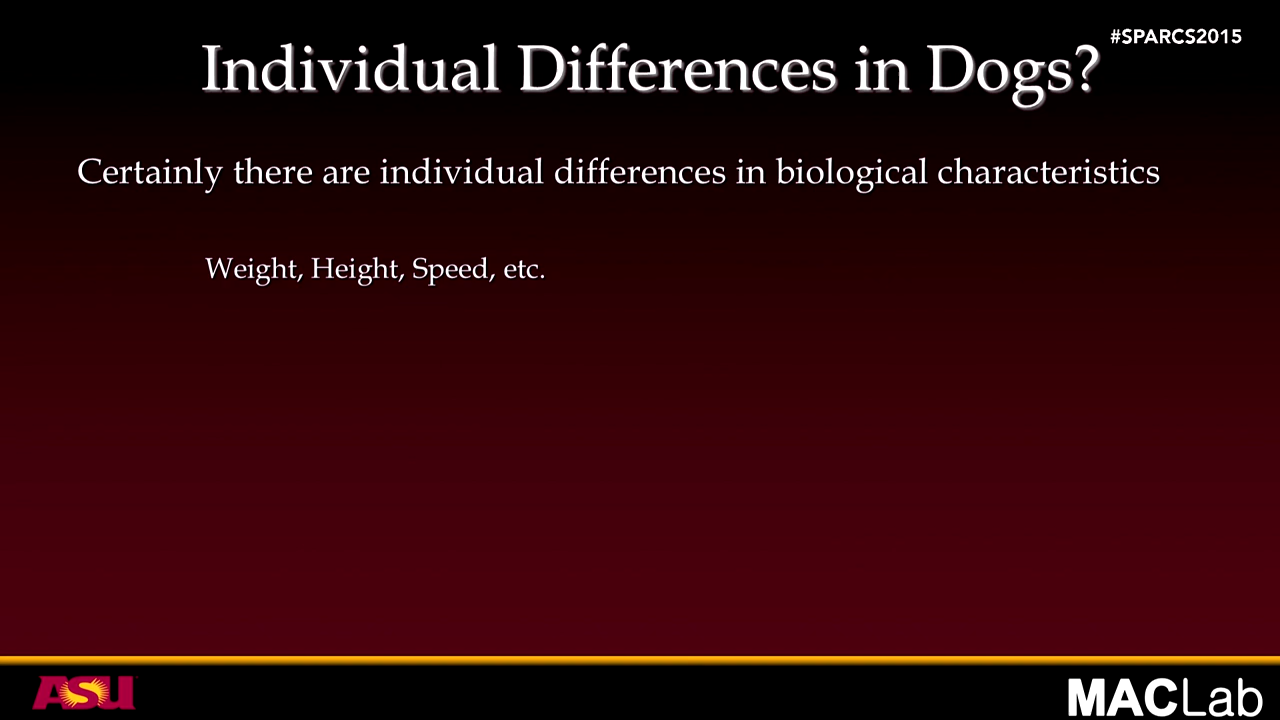 #SPARCS2015
Individual Differences in Dogs?
Certainly there are individual differences in biological characteristics
Weight, Height, Speed, etc.
ASU
MACLab